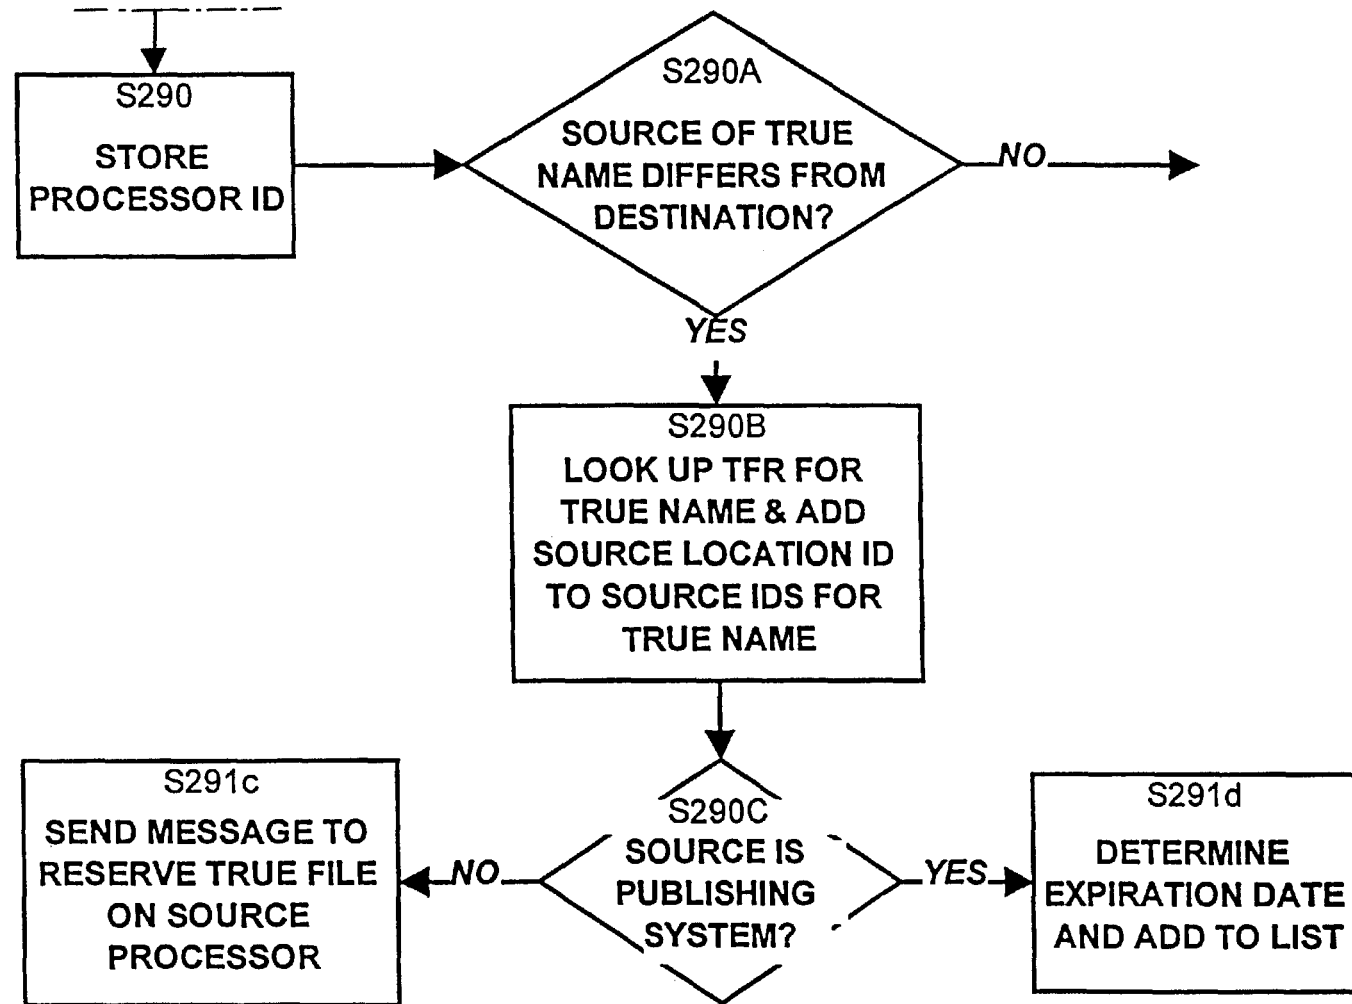 S290
STORE
PROCESSOR ID
S290A
SOURCE OF TRUE
NAME DIFFERS FROM
DESTINATION?
NO
YES
S290B
LOOK UP TFR FOR
TRUE NAME & ADD
SOURCE LOCATION ID
TO SOURCE IDS FOR
TRUE NAME
S291c
SEND MESSAGE TO
RESERVE TRUE FILE
ON SOURCE
PROCESSOR
NO
S290C
SOURCE IS
PUBLISHING
SYSTEM?
YES
S291d
DETERMINE
EXPIRATION DATE
AND ADD TO LIST